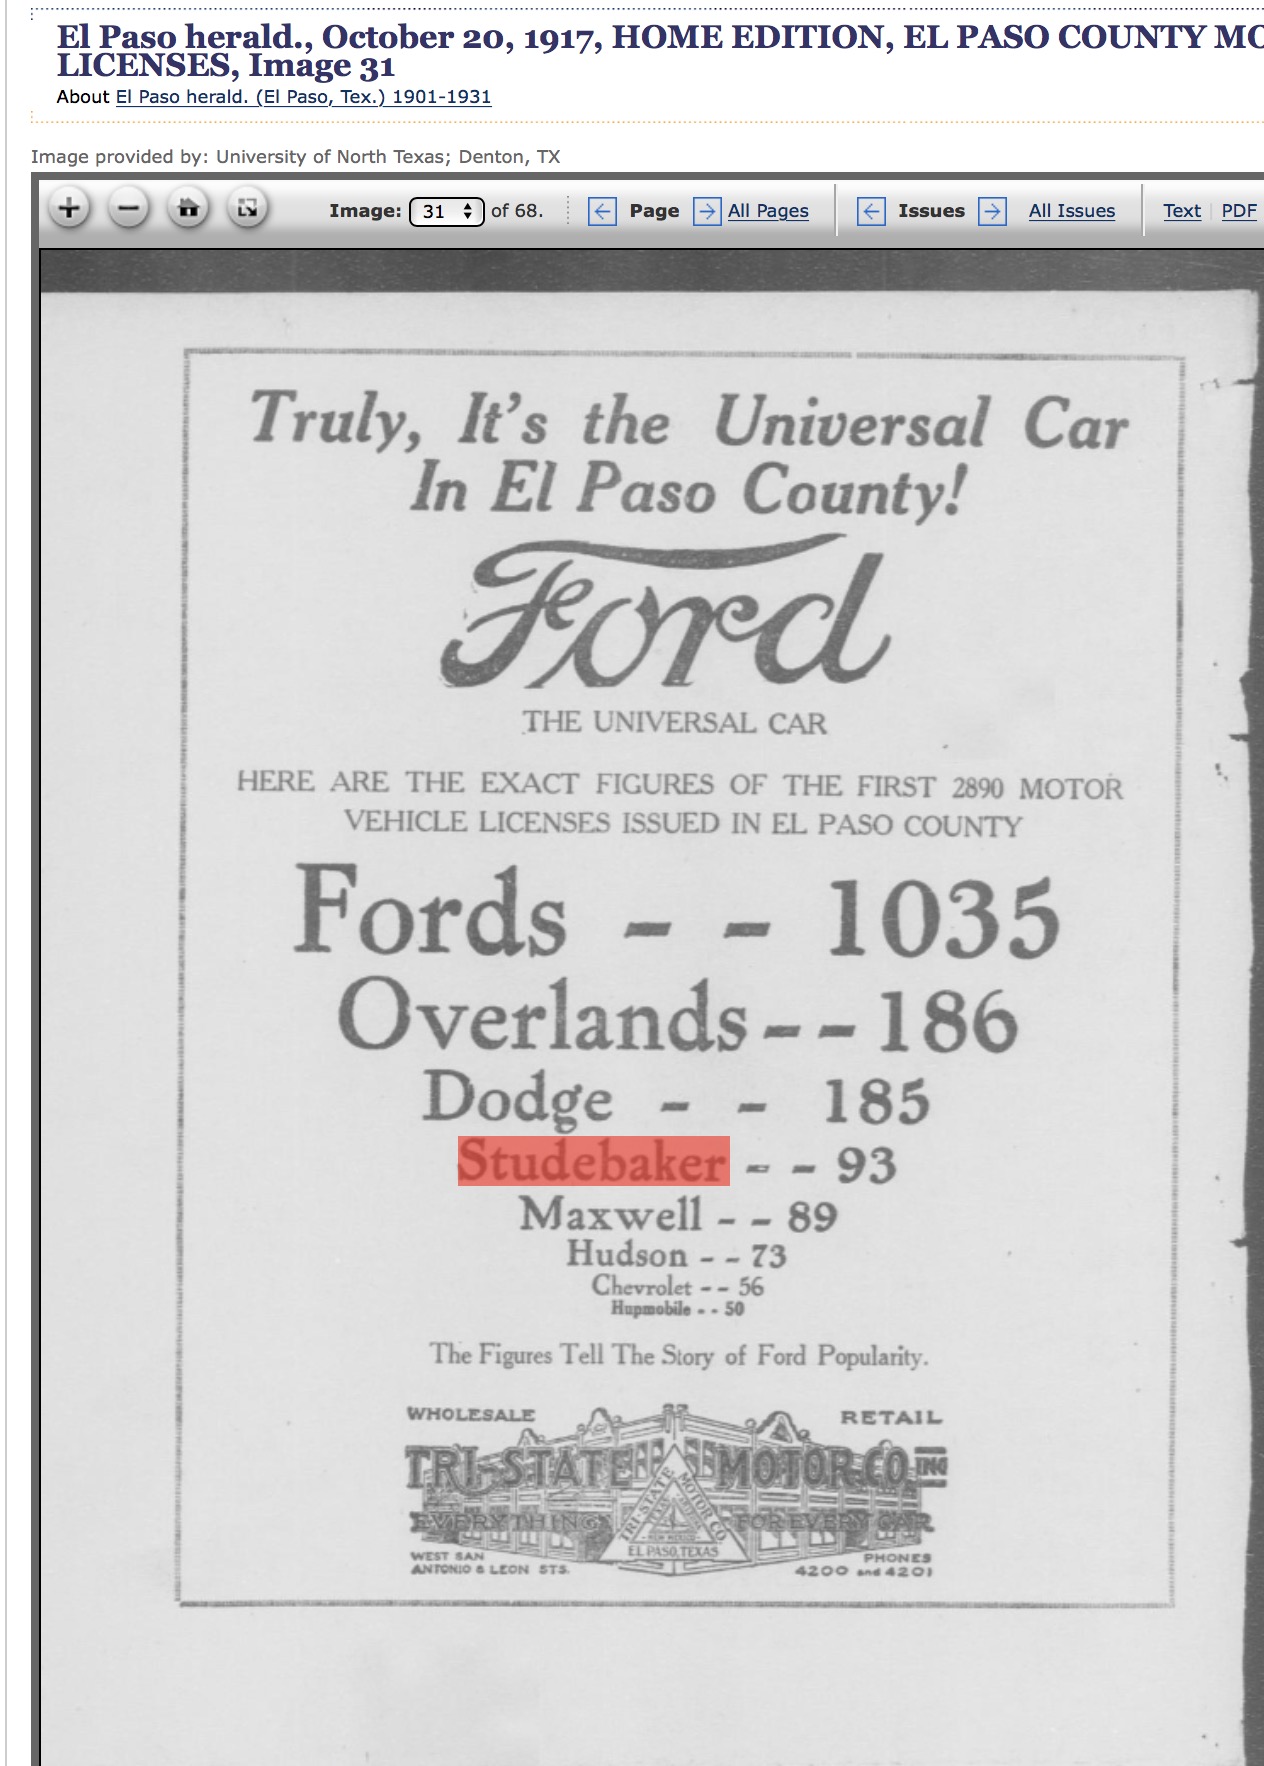 El Paso herald., October 20, 1917, HOME EDITION, EL PASO COUNTY MO
LICENSES, Image 31
About El Paso herald. (El Paso, Tex.) 1901-1931
Image provided by: University of North Texas; Denton, TX
Image: 31 of 68. Page All Pages Issues All Issues Text PDF
Truly, It's the Universal Car
In El Paso County!
Ford
THE UNIVERSAL CAR
HERE ARE THE EXACT FIGURES OF THE FIRST 2890 MOTOR
VEHICLE LICENSES ISSUED IN EL PASO COUNTY
Fords - - 1035
Overlands - - 186
Dodge - - 185
Studebaker - - 93
Maxwell - - 89
Hudson - - 73
Chevrolet - - 56
Hupmobile - - 50
The Figures Tell The Story of Ford Popularity.
WHOLESALE RETAIL
TRI-STATE MOTOR CO INC
EVERYTHING FOR EVERY CAR
TRI-STATE MOTOR CO.
EL PASO, TEXAS
WEST SAN
ANTONIO & LEON STS.
PHONES
4200 and 4201